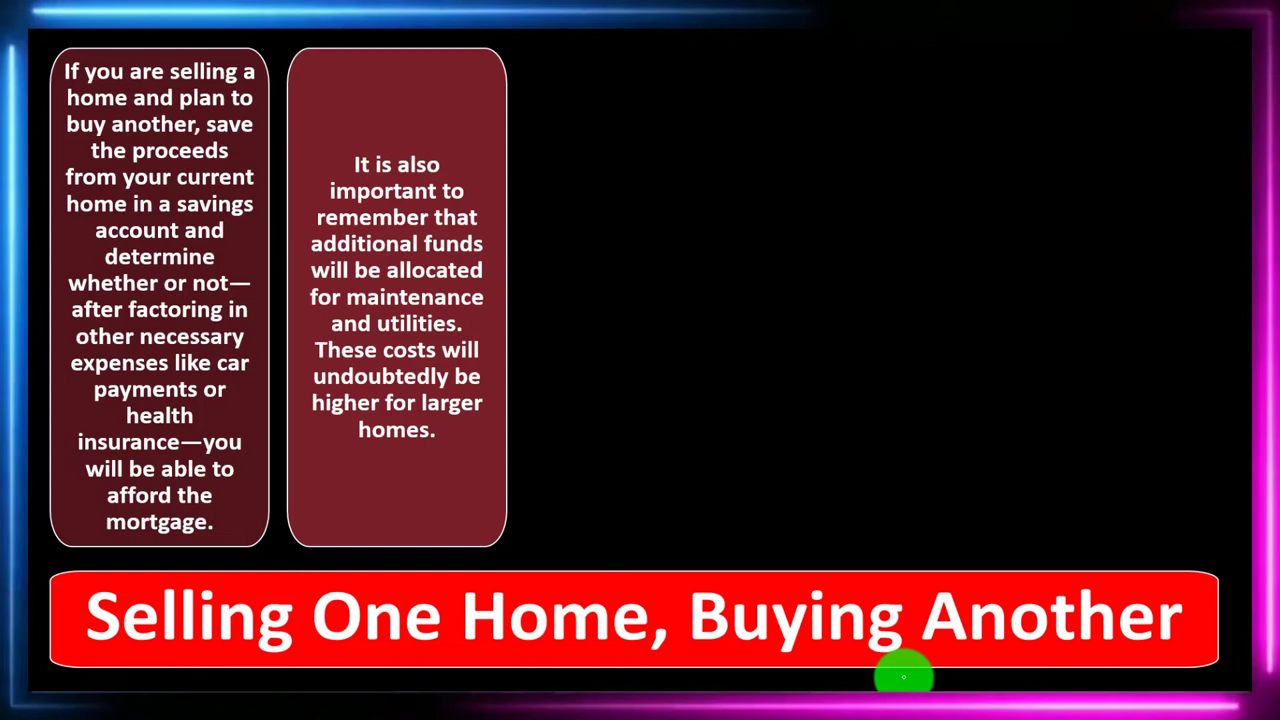 If you are selling a
home and plan to
buy another, save
the proceeds
from your current
home in a savings
account and
determine
whether or not—
after factoring in
other necessary
expenses like car
payments or
health
insurance—you
will be able to
afford the
mortgage.
It is also
important to
remember that
additional funds
will be allocated
for maintenance
and utilities.
These costs will
undoubtedly be
higher for larger
homes.
Selling One Home, Buying Another